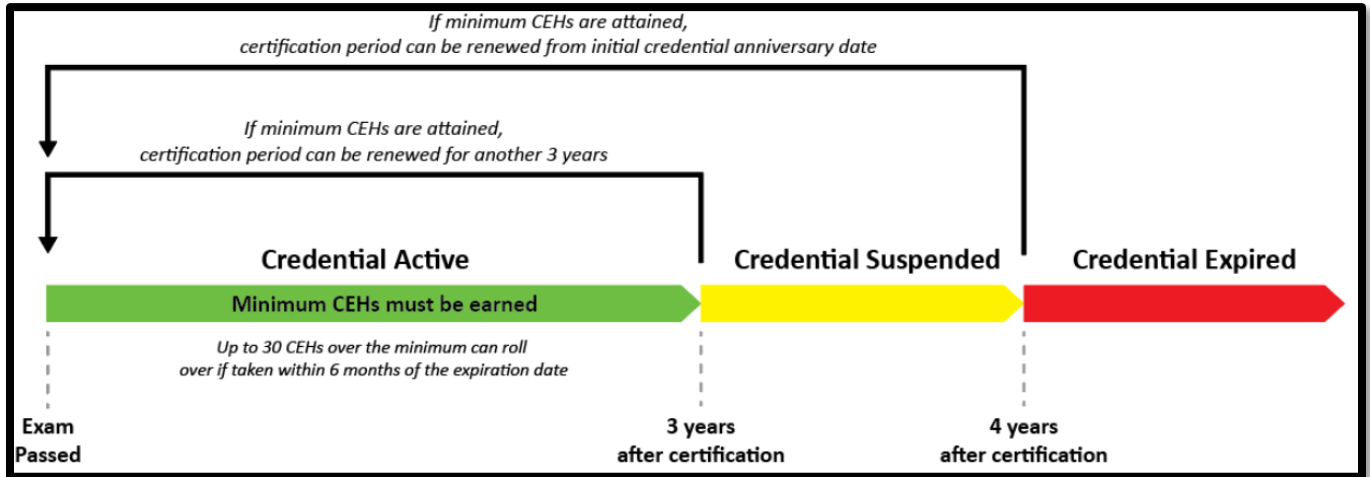 If minimum CEHs are attained,
certification period can be renewed from initial credential anniversary date
If minimum CEHs are attained,
certification period can be renewed for another 3 years
Credential Active
Credential Suspended
Credential Expired
Minimum CEHs must be earned
Up to 30 CEHs over the minimum can roll
over if taken within 6 months of the expiration date
Exam
Passed
3 years
after certification
4 years
after certification